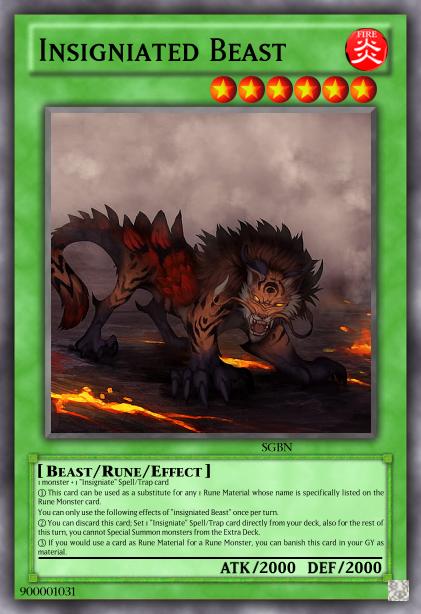 INSIGNIATED BEAST
FIRE
炎
SGBN
[ BEAST/RUNE/EFFECT ]
1 monster + 1 "Insigniate" Spell/Trap card
① This card can be used as a substitute for any 1 Rune Material whose name is specifically listed on the
Rune Monster card.
You can only use the following effects of "insigniated Beast" once per turn.
② You can discard this card; Set 1 "Insigniate" Spell/Trap card directly from your deck, also for the rest of
this turn, you cannot Special Summon monsters from the Extra Deck.
③ If you would use a card as Rune Material for a Rune Monster, you can banish this card in your GY as
material.
ATK/2000 DEF/2000
900001031